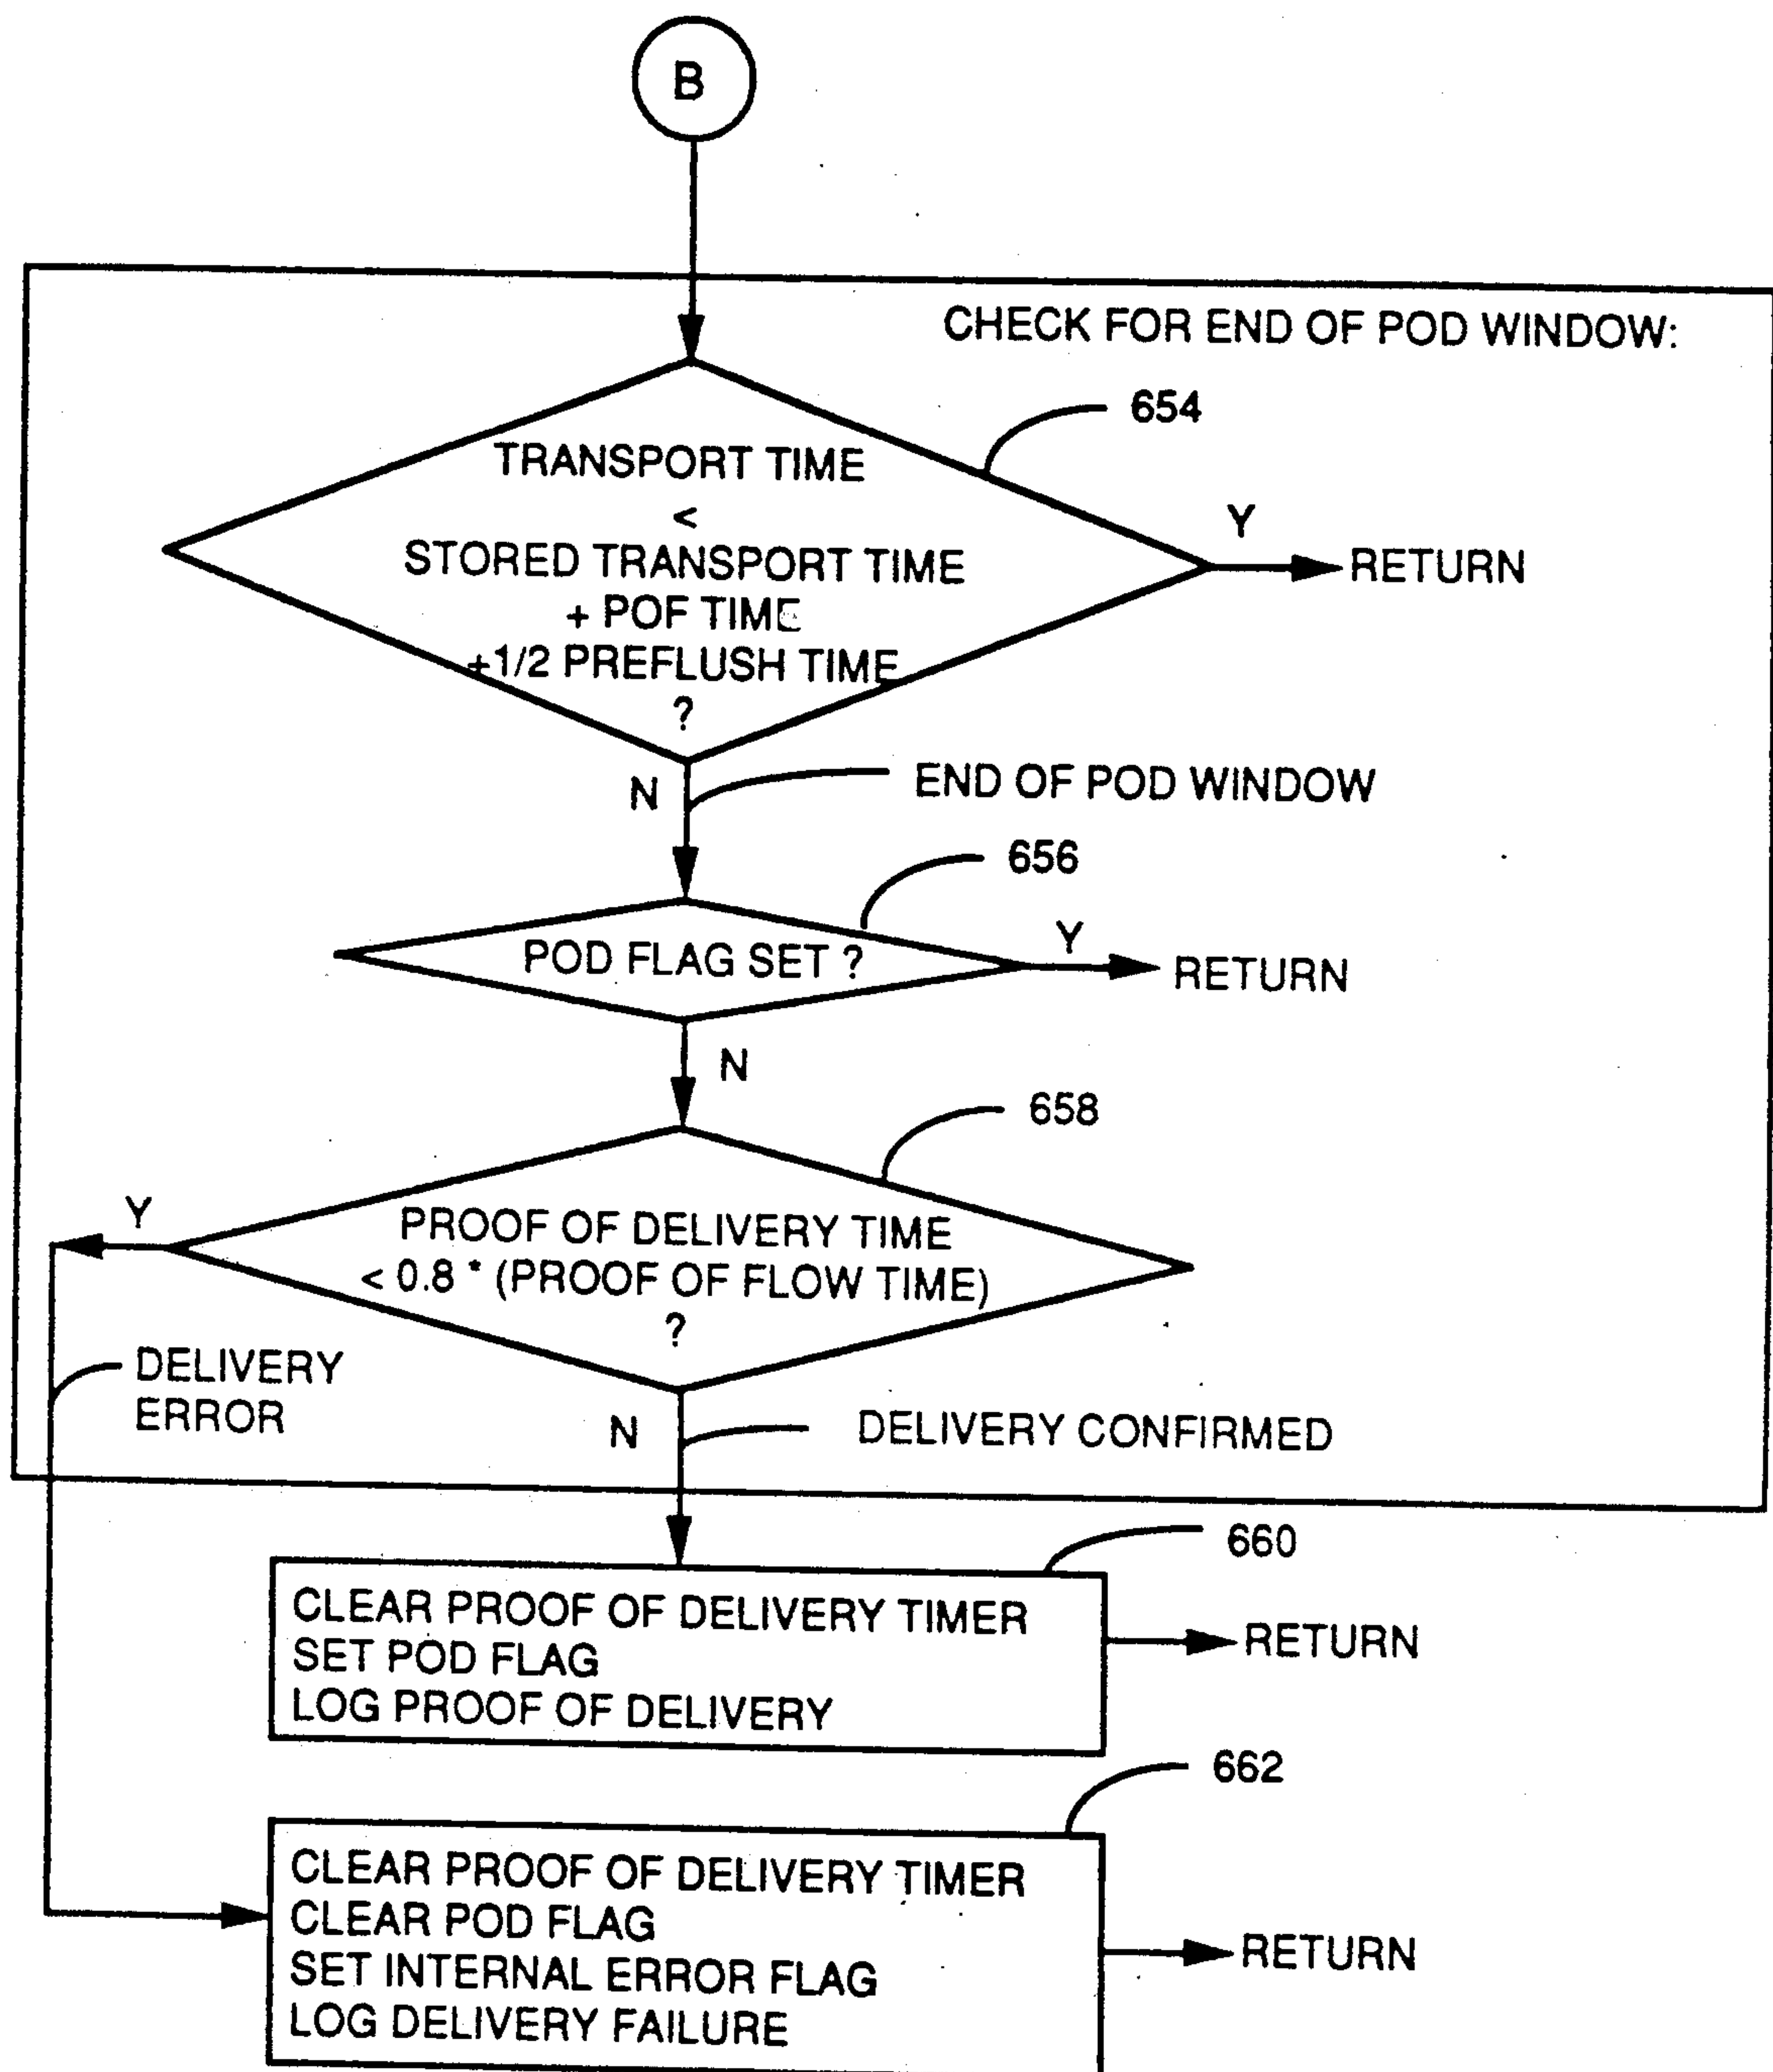 B
CHECK FOR END OF POD WINDOW:
654
TRANSPORT TIME
<
STORED TRANSPORT TIME
+ POF TIME
+1/2 PREFLUSH TIME
?
Y
RETURN
N
END OF POD WINDOW
656
POD FLAG SET ?
Y
RETURN
N
658
Y
PROOF OF DELIVERY TIME
< 0.8 * (PROOF OF FLOW TIME)
?
DELIVERY
ERROR
N
DELIVERY CONFIRMED
660
CLEAR PROOF OF DELIVERY TIMER
SET POD FLAG
LOG PROOF OF DELIVERY
RETURN
662
CLEAR PROOF OF DELIVERY TIMER
CLEAR POD FLAG
SET INTERNAL ERROR FLAG
LOG DELIVERY FAILURE
RETURN